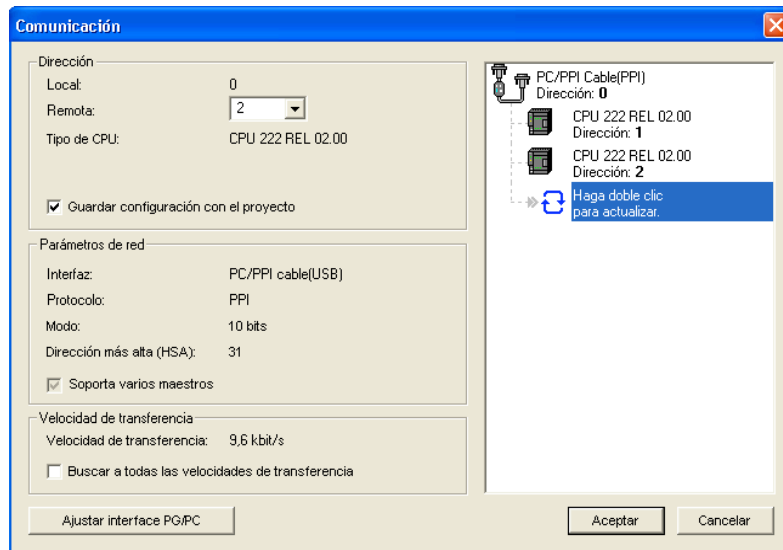 Comunicación
Dirección
Local: 0
Remota: 2
Tipo de CPU: CPU 222 REL 02.00
Guardar configuración con el proyecto
Parámetros de red
Interfaz: PC/PPI cable(USB)
Protocolo: PPI
Modo: 10 bits
Dirección más alta (HSA): 31
Soporta varios maestros
Velocidad de transferencia
Velocidad de transferencia: 9,6 kbit/s
Buscar a todas las velocidades de transferencia
Ajustar interface PG/PC
PC/PPI Cable(PPI)
Dirección: 0
CPU 222 REL 02.00
Dirección: 1
CPU 222 REL 02.00
Dirección: 2
Haga doble clic
para actualizar.
Aceptar
Cancelar